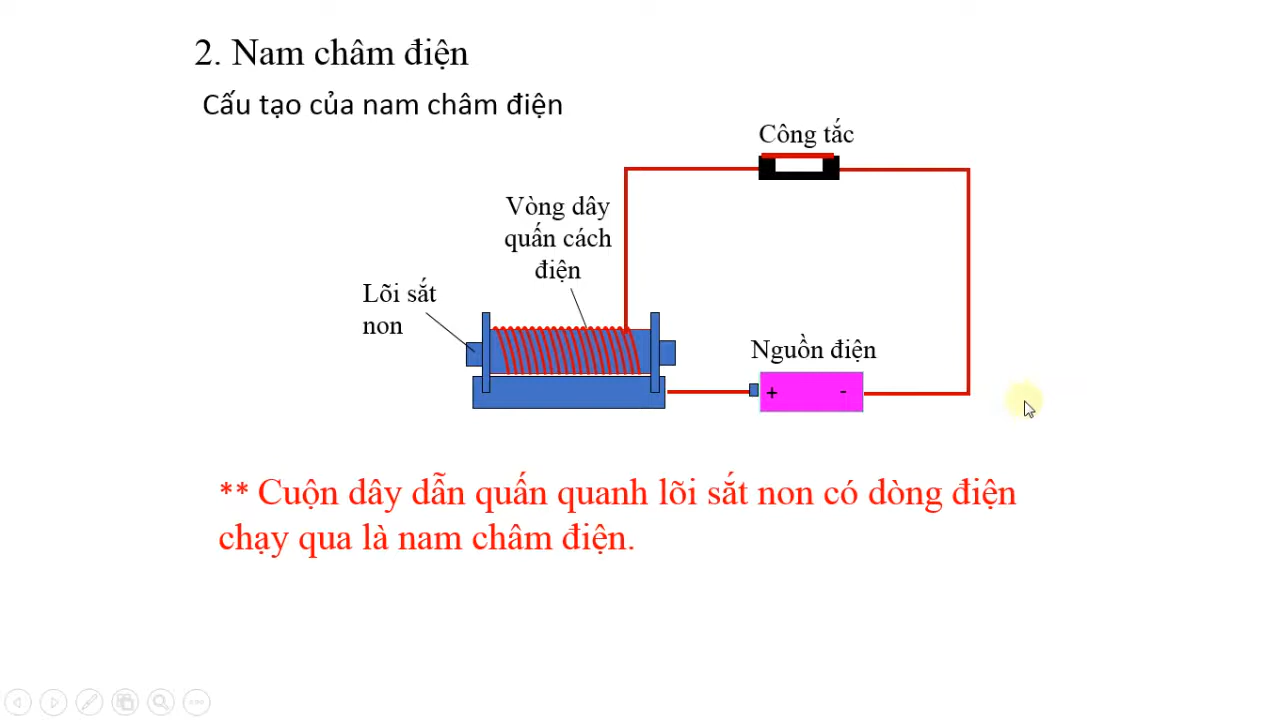 2. Nam châm điện
Cấu tạo của nam châm điện
Công tắc
Vòng dây
quấn cách
điện
Lõi sắt
non
Nguồn điện
+ -
** Cuộn dây dẫn quấn quanh lõi sắt non có dòng điện
chạy qua là nam châm điện.